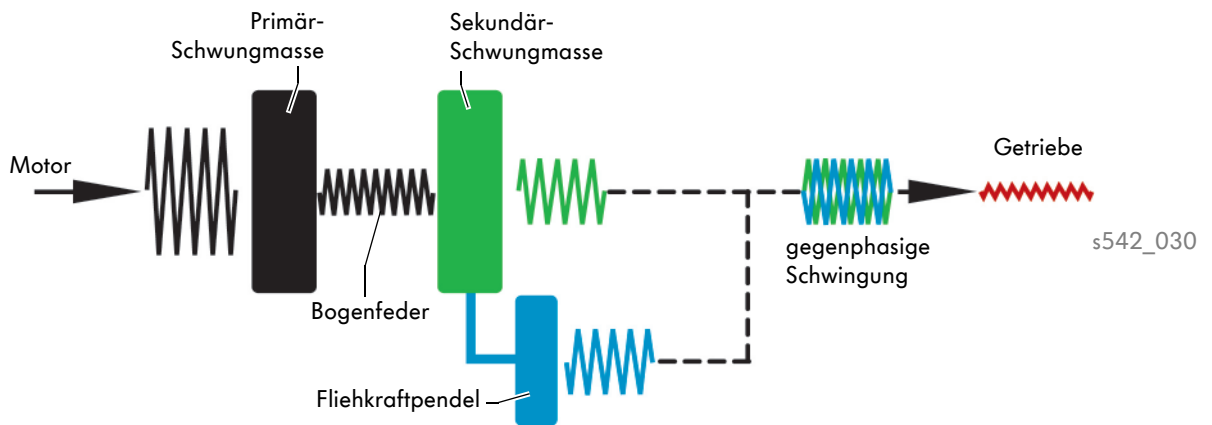 Primär-
Schwungmasse
Sekundär-
Schwungmasse
Motor
Getriebe
s542_030
gegenphasige
Schwingung
Bogenfeder
Fliehkraftpendel